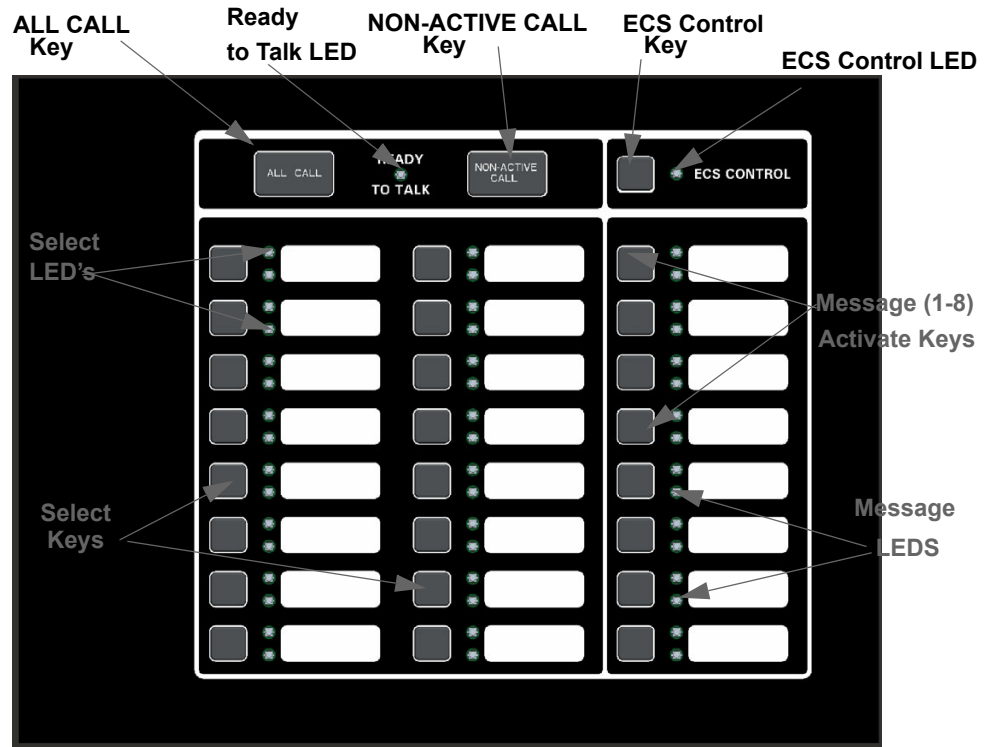 ALL CALL
Key
Ready
to Talk LED
NON-ACTIVE CALL
Key
ECS Control
Key
ECS Control LED
ALL CALL
READY
TO TALK
NON-ACTIVE
CALL
ECS CONTROL
Select
LED's
Message (1-8)
Activate Keys
Select
Keys
Message
LEDS